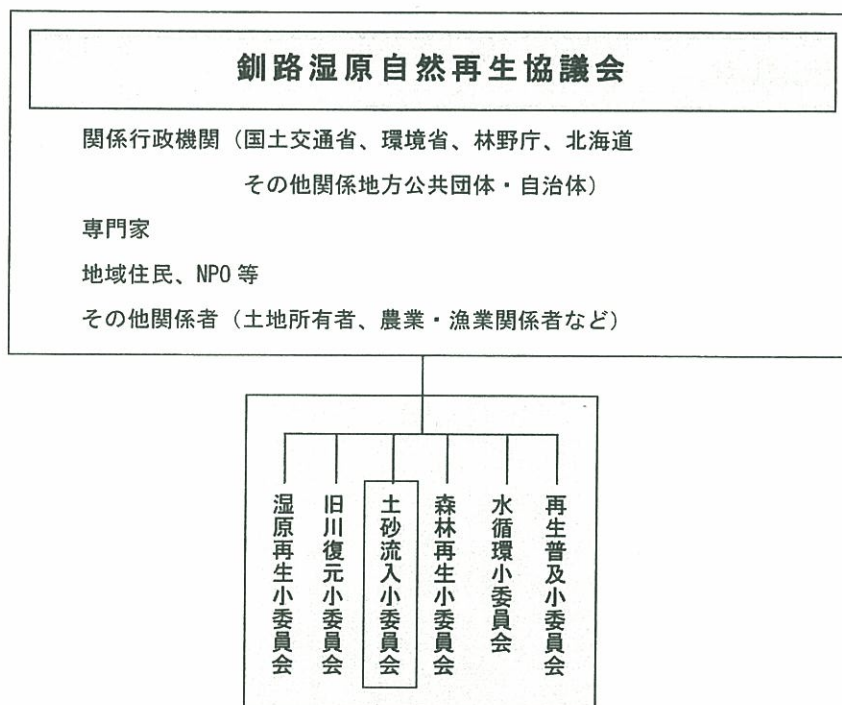 釧路湿原自然再生協議会
関係行政機関（国土交通省、環境省、林野庁、北海道
その他関係地方公共団体・自治体）
専門家
地域住民、NPO 等
その他関係者（土地所有者、農業・漁業関係者など）
湿原再生小委員会
旧川復元小委員会
土砂流入小委員会
森林再生小委員会
水循環小委員会
再生普及小委員会